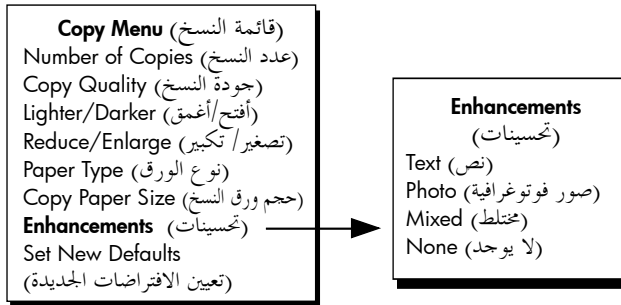 Copy Menu (قائمة النسخ)
Number of Copies (عدد النسخ)
Copy Quality (جودة النسخ)
Lighter/Darker (أفتح/أغمق)
Reduce/Enlarge (تصغير/ تكبير)
Paper Type (نوع الورق)
Copy Paper Size (حجم ورق النسخ)
Enhancements (تحسينات)
Set New Defaults
(تعيين الافتراضات الجديدة)
Enhancements
(تحسينات)
Text (نص)
Photo (صور فوتوغرافية)
Mixed (مختلط)
None (لا يوجد)